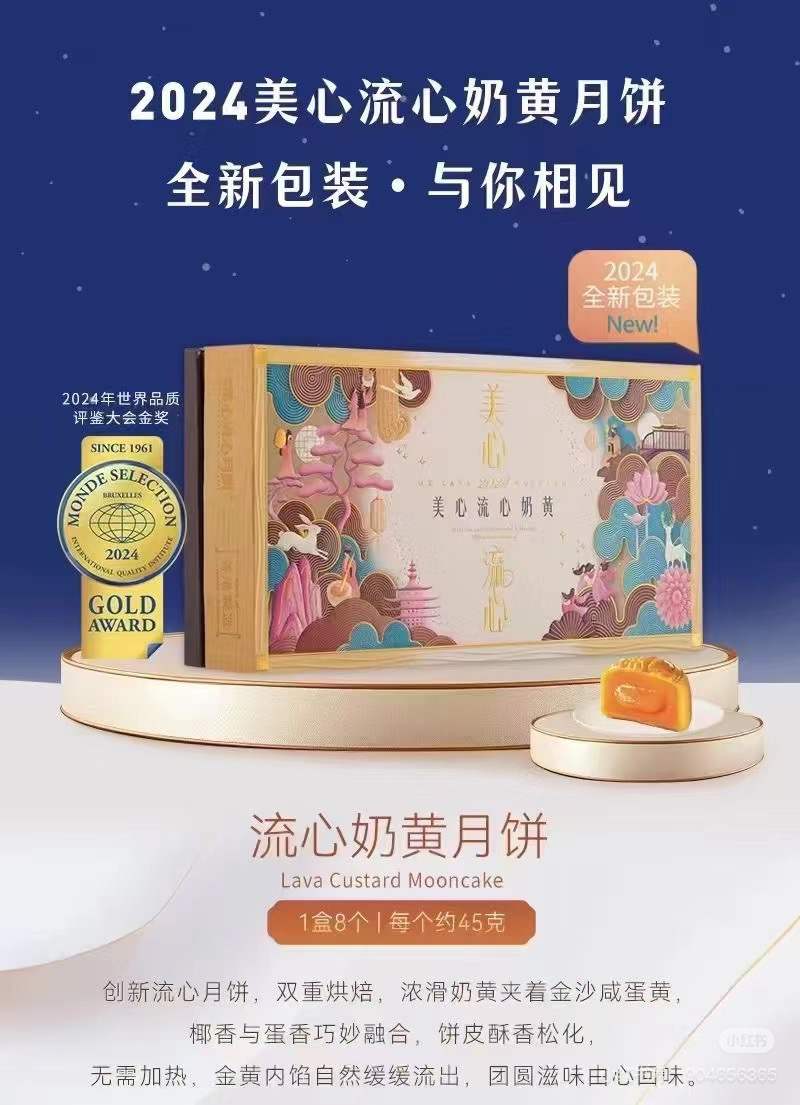 2024美心流心奶黄月饼
全新包装·与你相见
2024
全新包装
New!
2024年世界品质
评鉴大会金奖
SINCE 1961
MONDE SELECTION
BRUXELLES
2024
INTERNATIONAL QUALITY INSTITUTE
GOLD
AWARD
美心
美心流心奶黄
流心
流心奶黄月饼
Lava Custard Mooncake
1盒8个 | 每个约45克
创新流心月饼，双重烘焙，浓滑奶黄夹着金沙咸蛋黄，
椰香与蛋香巧妙融合，饼皮酥香松化，
无需加热，金黄内馅自然缓缓流出，团圆滋味由心回味。
小红书